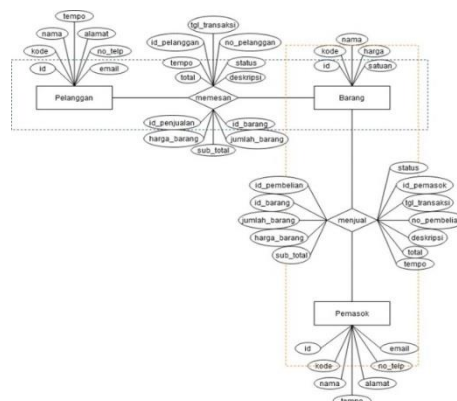 tempo
nama
alamat
kode
no_telp
id
email
Pelanggan
tgl_transaksi
id_pelanggan
no_pelanggan
tempo
status
total
deskripsi
memesan
id_penjualan
id_barang
harga_barang
jumlah_barang
sub_total
nama
kode
harga
id
satuan
Barang
status
id_pembelian
id_pemasok
id_barang
tgl_transaksi
jumlah_barang
menjual
no_pembelia
harga_barang
deskripsi
sub_total
total
tempo
Pemasok
id
email
kode
no_telp
nama
alamat
tempo